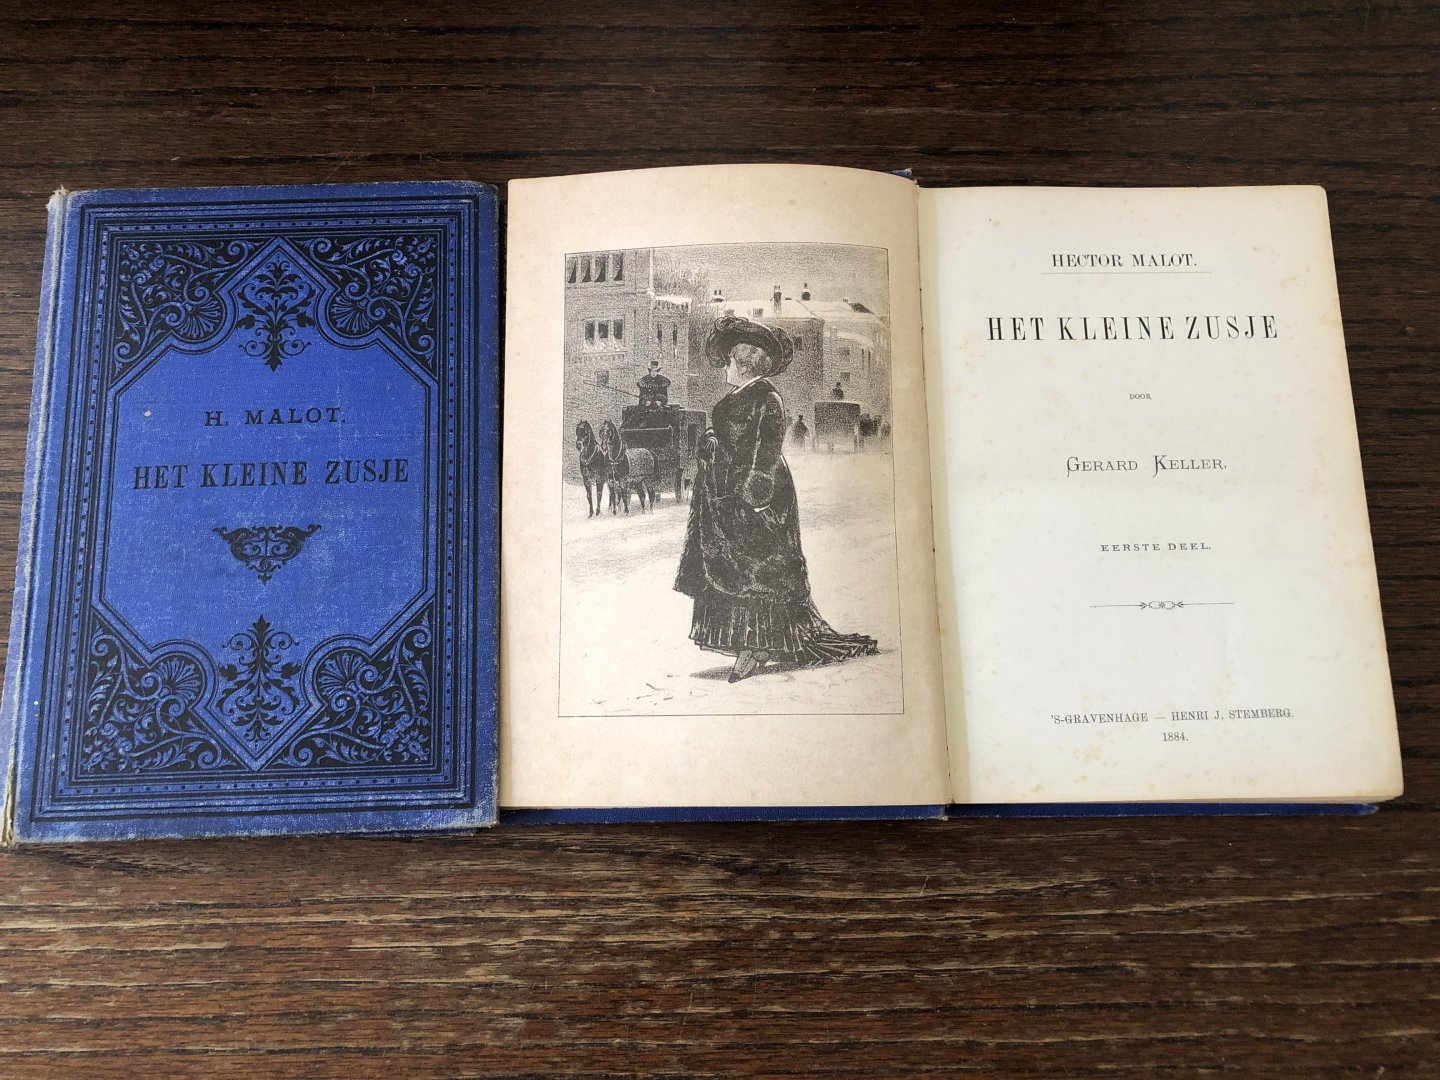 H. MALOT.
HET KLEINE ZUSJE
HECTOR MALOT.
HET KLEINE ZUSJE
DOOR
GERARD KELLER.
EERSTE DEEL.
'S-GRAVENHAGE — HENRI J. STEMBERG.
1884.